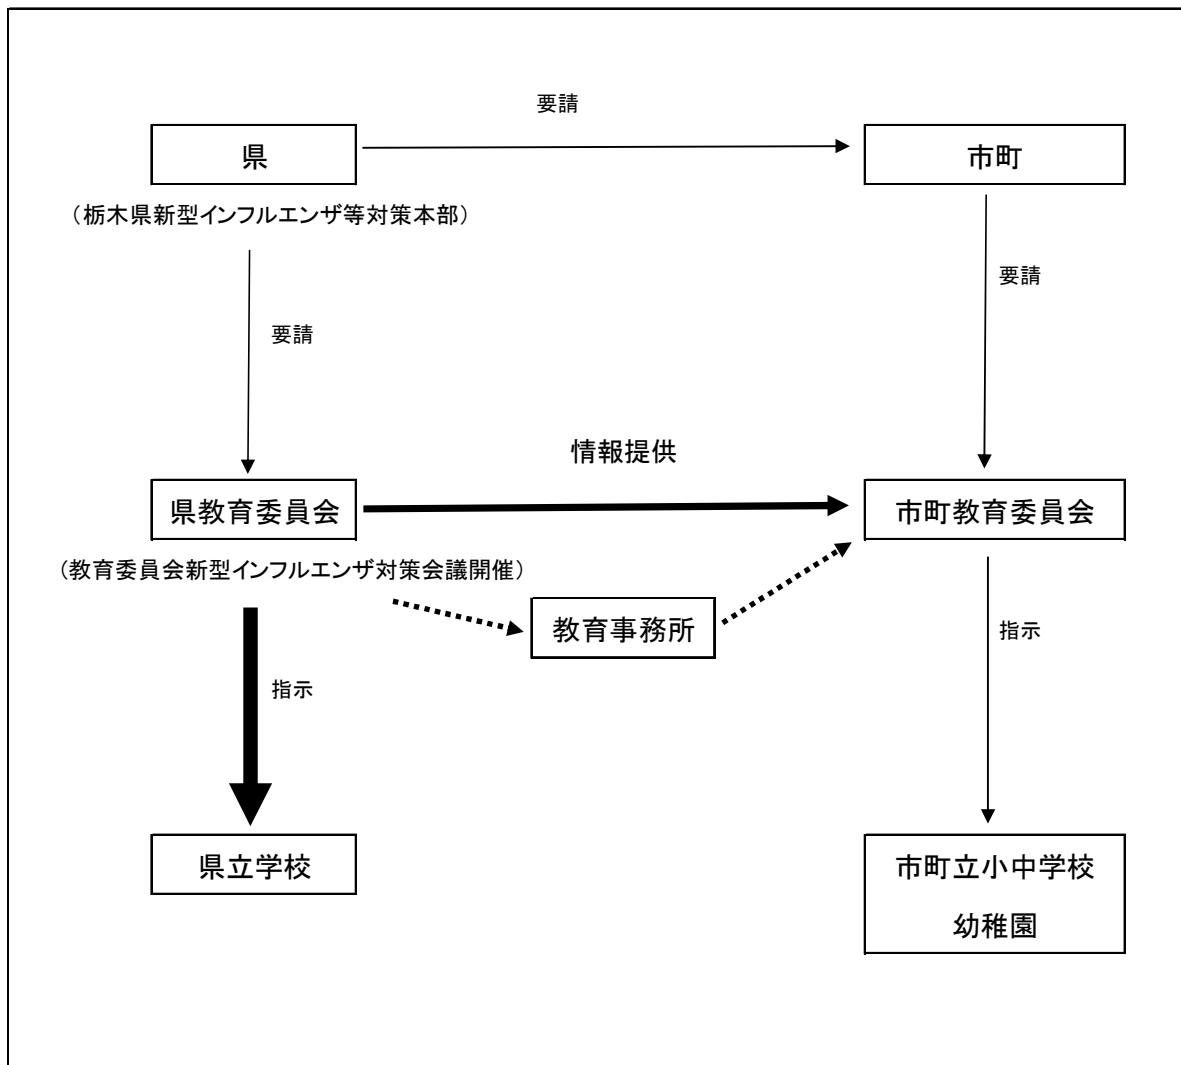 要請
県
市町
（栃木県新型インフルエンザ等対策本部）
要請
要請
情報提供
県教育委員会
市町教育委員会
（教育委員会新型インフルエンザ対策会議開催）
教育事務所
指示
指示
県立学校
市町立小中学校
幼稚園